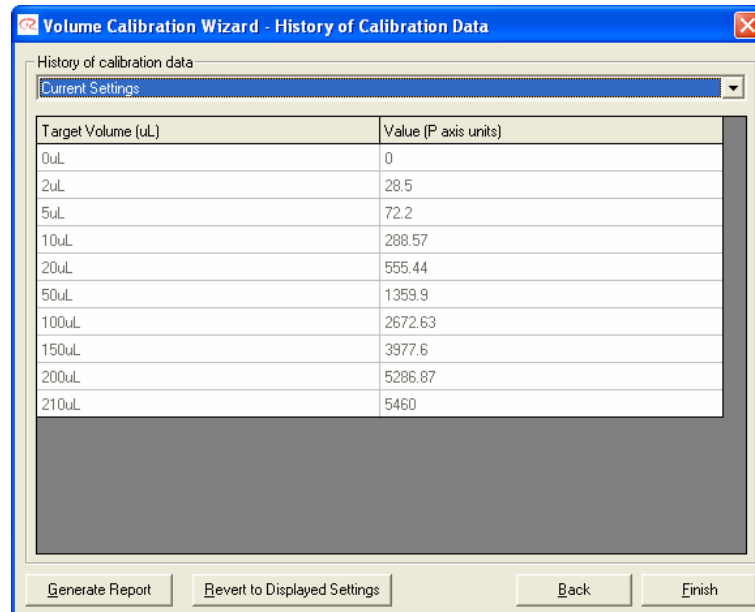 Volume Calibration Wizard - History of Calibration Data
History of calibration data
Current Settings
Target Volume (uL) Value (P axis units)
0uL 0
2uL 28.5
5uL 72.2
10uL 288.57
20uL 555.44
50uL 1359.9
100uL 2672.63
150uL 3977.6
200uL 5286.87
210uL 5460
Generate Report Revert to Displayed Settings Back Finish